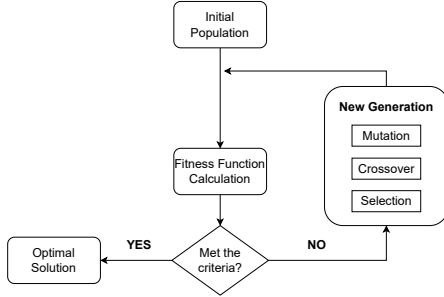 Initial
Population
New Generation
Mutation
Crossover
Selection
Fitness Function
Calculation
YES
NO
Met the
criteria?
Optimal
Solution